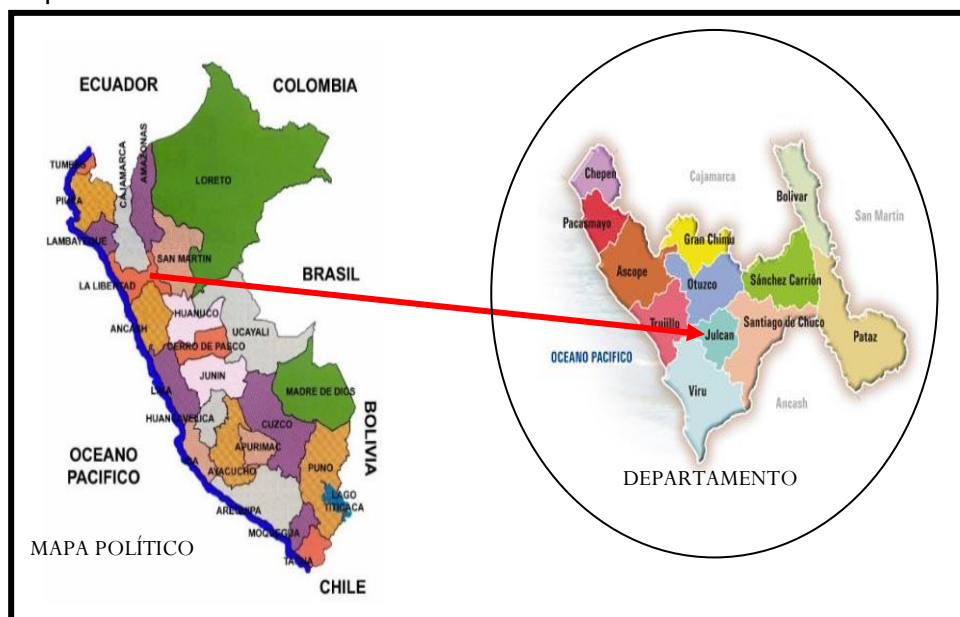 ECUADOR
COLOMBIA
TUMBES
PIURA
CAJAMARCA
AMAZONAS
LORETO
LAMBAYEQUE
SAN MARTIN
BRASIL
LA LIBERTAD
ANCASH
HUANUCO
UCAYALI
CERRO DE PASCO
JUNIN
LIMA
MADRE DE DIOS
HUANCAVELICA
CUZCO
BOLIVIA
OCEANO
PACIFICO
APURIMAC
AYACUCHO
PUNO
LAGO
TITICACA
AREQUIPA
MOQUEGUA
TACNA
MAPA POLÍTICO
CHILE
Chepen
Cajamarca
Bolivar
San Martín
Pacasmayo
Gran Chimu
Ascope
Otuzco
Sánchez Carrión
Trujillo
Julcan
Santiago de Chuco
Pataz
OCEANO PACIFICO
Viru
Ancash
DEPARTAMENTO